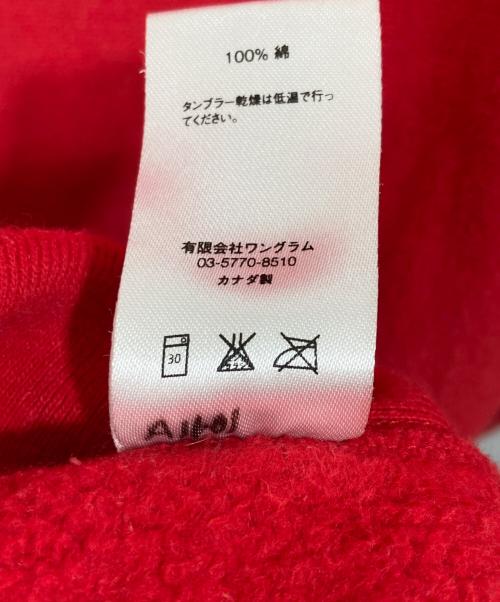 100% 綿
タンブラー乾燥は低温で行っ
てください。
有限会社ワングラム
03-5770-8510
カナダ製
30